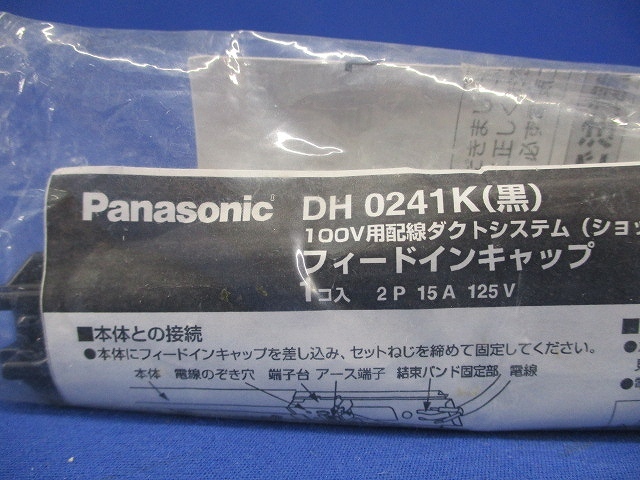 Panasonic
DH 0241K(黒)
100V用配線ダクトシステム(ショッ
フィードインキャップ
1コ入 2P 15A 125V
■本体との接続
●本体にフィードインキャップを差し込み、セットねじを締めて固定してください。
本体 電線のぞき穴 端子台 アース端子 結束バンド固定部 電線